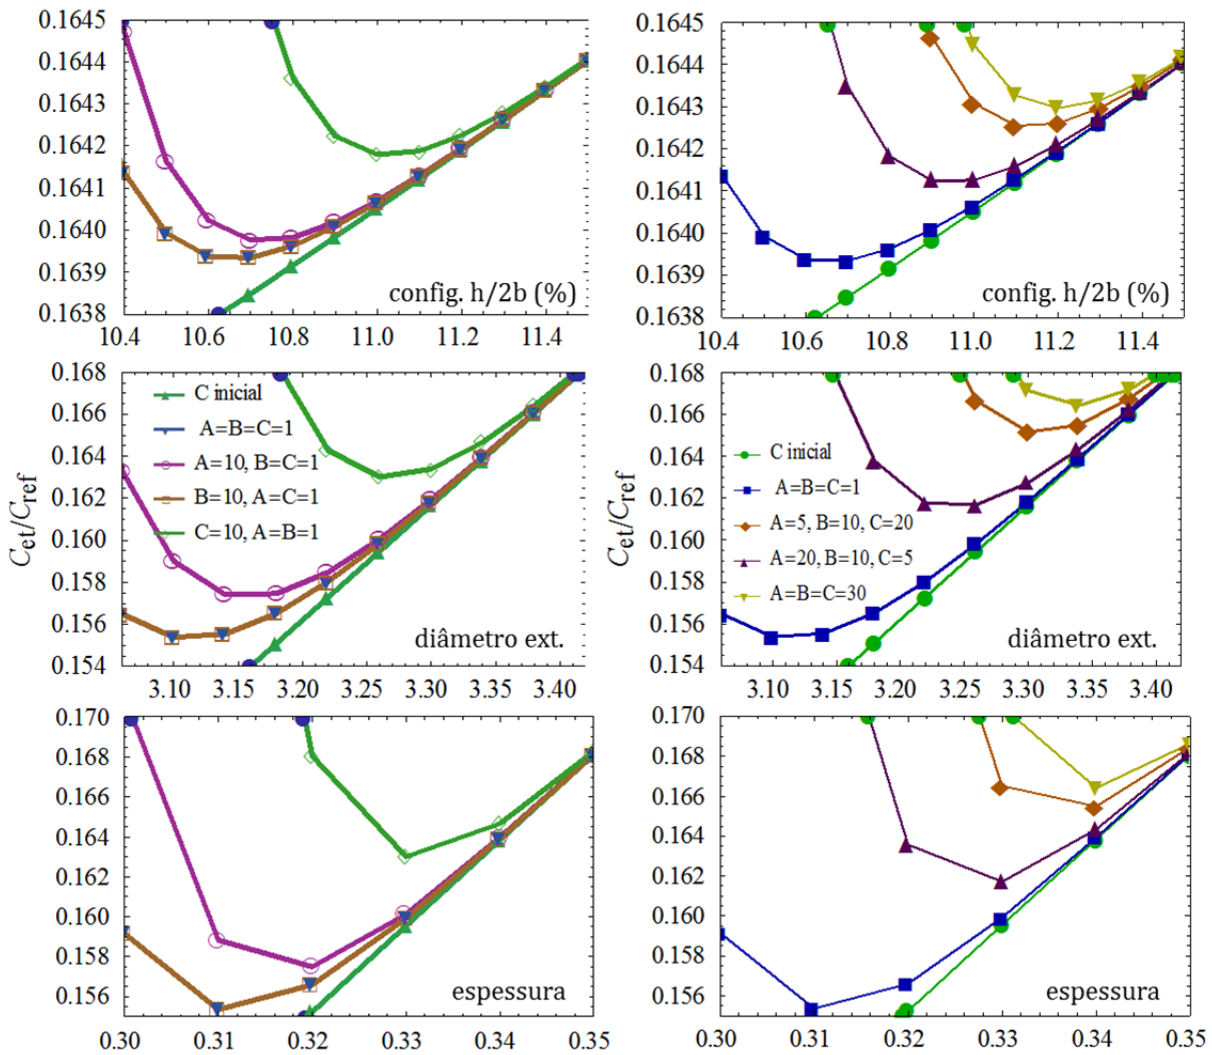 0.1645
0.1644
0.1643
0.1642
0.1641
0.1640
0.1639
0.1638
config. h/2b (%)
10.4 10.6 10.8 11.0 11.2 11.4
0.1645
0.1644
0.1643
0.1642
0.1641
0.1640
0.1639
0.1638
config. h/2b (%)
10.4 10.6 10.8 11.0 11.2 11.4
Cet/Cref
0.168
0.166
0.164
0.162
0.160
0.158
0.156
0.154
C inicial
A=B=C=1
A=10, B=C=1
B=10, A=C=1
C=10, A=B=1
diâmetro ext.
3.10 3.15 3.20 3.30 3.35 3.40
Cet/Cref
0.168
0.166
0.164
0.162
0.160
0.158
0.156
0.154
C inicial
A=B=C=1
A=5, B=10, C=20
A=20, B=10, C=5
A=B=C=30
diâmetro ext.
3.10 3.15 3.20 3.25 3.30 3.35 3.40
0.170
0.168
0.166
0.164
0.162
0.160
0.158
0.156
espessura
0.30 0.31 0.32 0.33 0.34 0.35
0.170
0.168
0.166
0.164
0.162
0.160
0.158
0.156
espessura
0.30 0.31 0.32 0.33 0.34 0.35